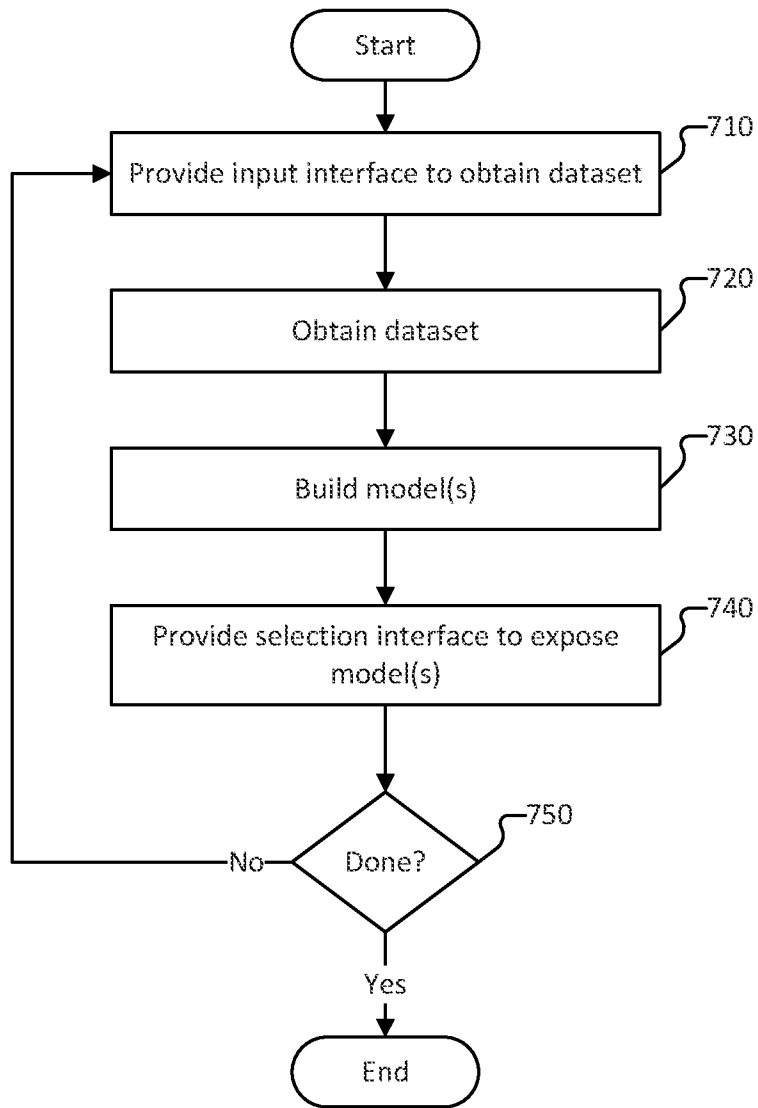 Start
710
Provide input interface to obtain dataset
720
Obtain dataset
730
Build model(s)
740
Provide selection interface to expose
model(s)
750
Done?
No
Yes
End